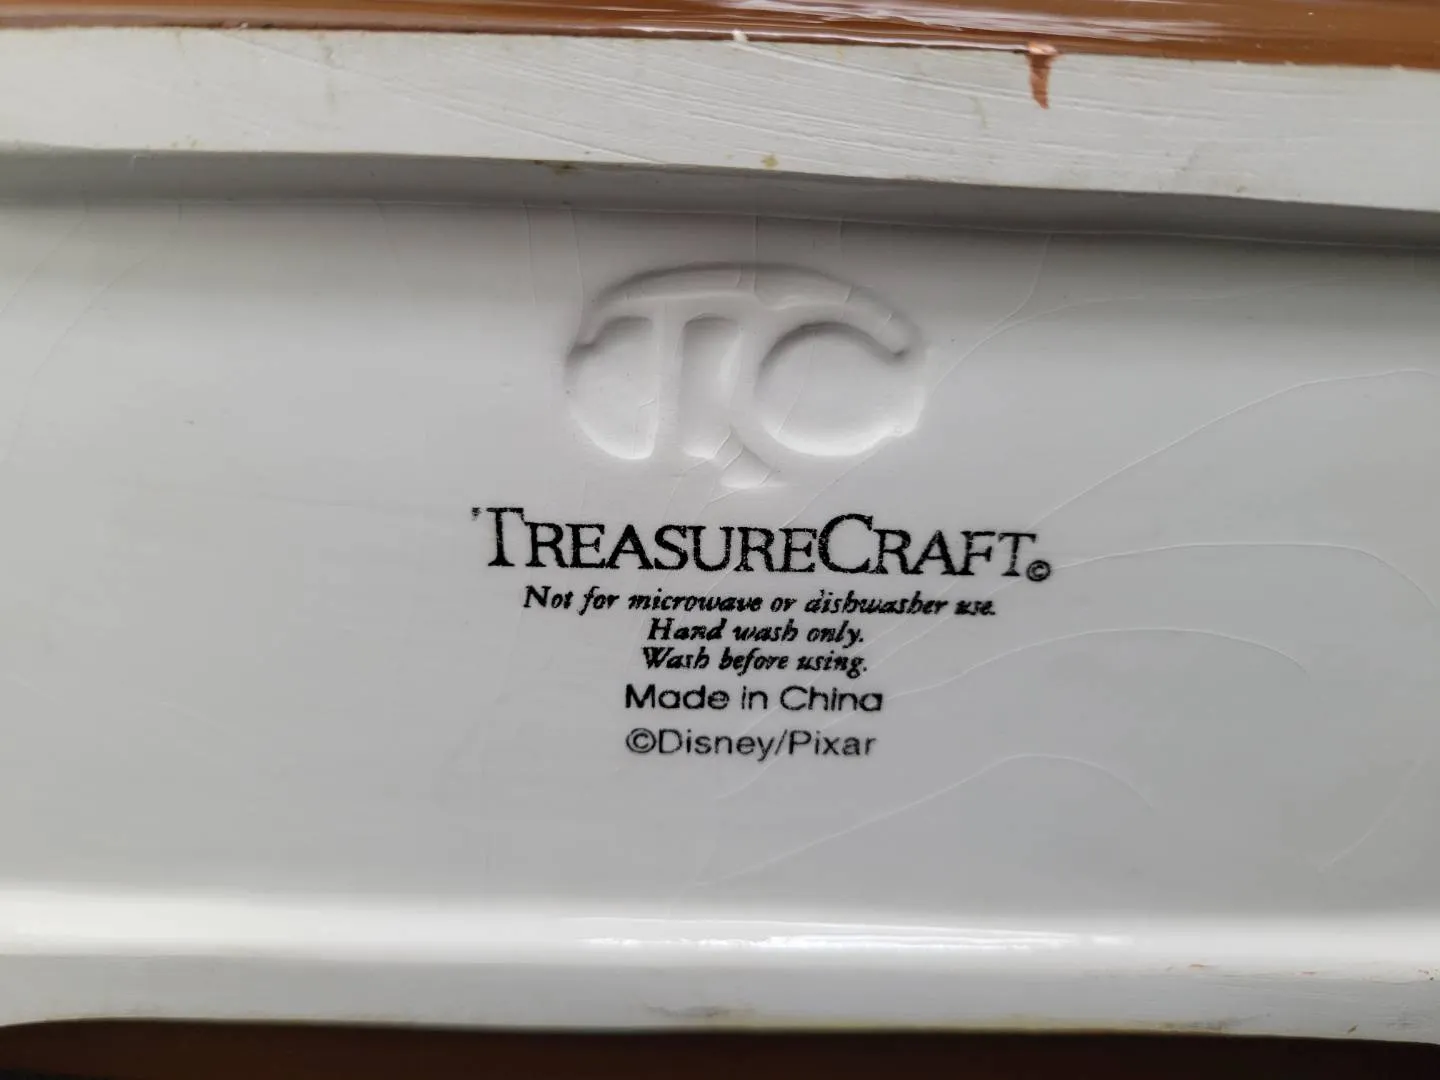 TC
TREASURECRAFT©
Not for microwave or dishwasher use.
Hand wash only.
Wash before using.
Made in China
©Disney/Pixar